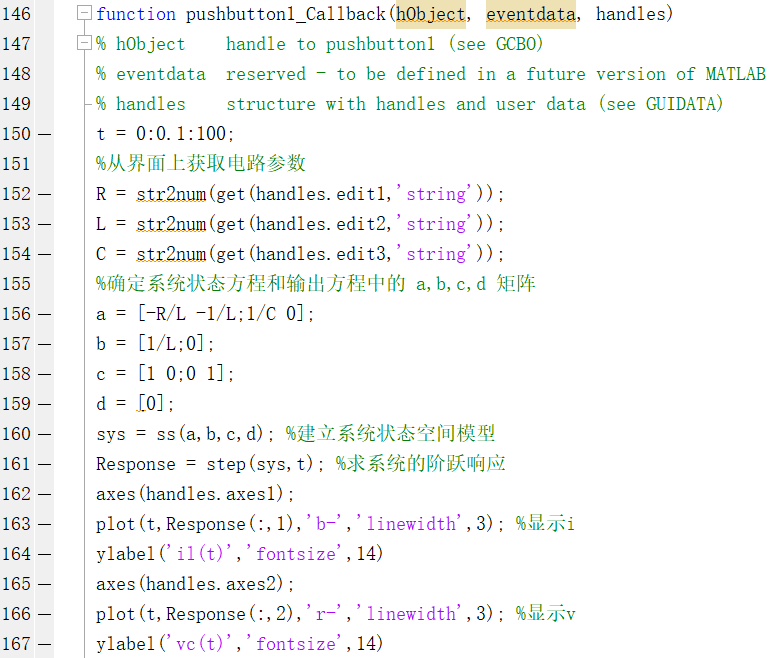 146 function pushbutton1_Callback(hObject, eventdata, handles)
147 % hObject    handle to pushbutton1 (see GCBO)
148 % eventdata  reserved - to be defined in a future version of MATLAB
149 % handles    structure with handles and user data (see GUIDATA)
150 — t = 0:0.1:100;
151 %从界面上获取电路参数
152 — R = str2num(get(handles.edit1,'string'));
153 — L = str2num(get(handles.edit2,'string'));
154 — C = str2num(get(handles.edit3,'string'));
155 %确定系统状态方程和输出方程中的 a,b,c,d 矩阵
156 — a = [-R/L -1/L;1/C 0];
157 — b = [1/L;0];
158 — c = [1 0;0 1];
159 — d = [0];
160 — sys = ss(a,b,c,d); %建立系统状态空间模型
161 — Response = step(sys,t); %求系统的阶跃响应
162 — axes(handles.axes1);
163 — plot(t,Response(:,1),'b-','linewidth',3); %显示i
164 — ylabel('il(t)','fontsize',14)
165 — axes(handles.axes2);
166 — plot(t,Response(:,2),'r-','linewidth',3); %显示v
167 — ylabel('vc(t)','fontsize',14)